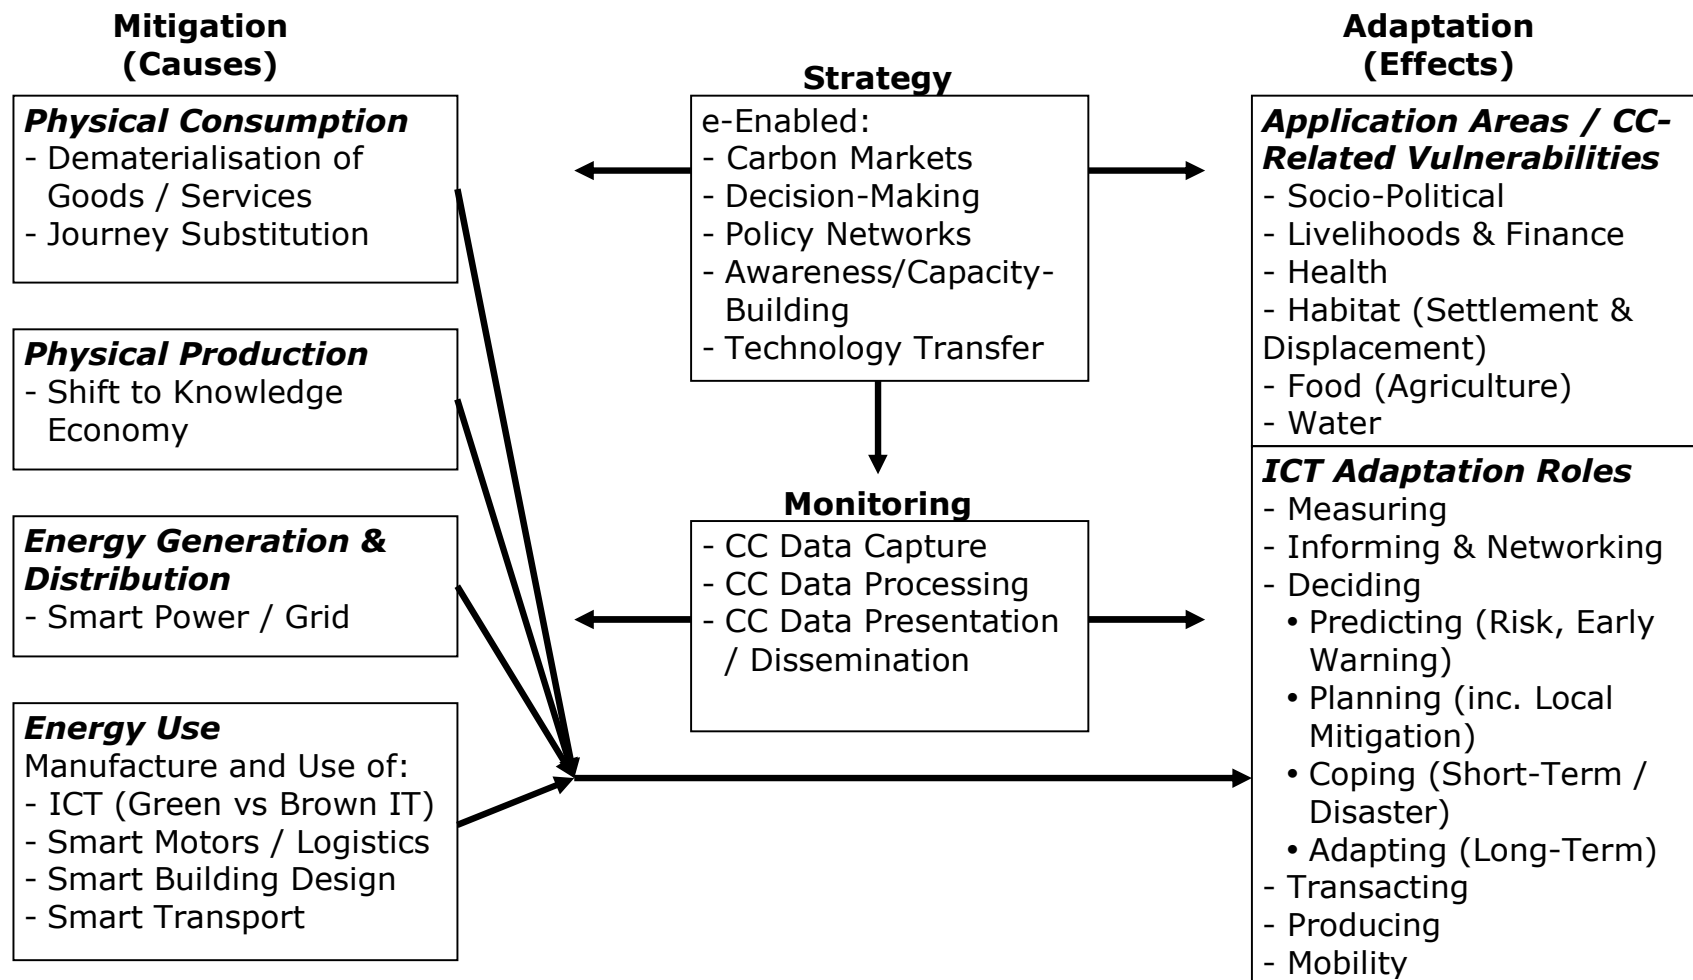 Mitigation
(Causes)
Physical Consumption
- Dematerialisation of
Goods / Services
- Journey Substitution
Physical Production
- Shift to Knowledge
Economy
Energy Generation &
Distribution
- Smart Power / Grid
Energy Use
Manufacture and Use of:
- ICT (Green vs Brown IT)
- Smart Motors / Logistics
- Smart Building Design
- Smart Transport
Strategy
e-Enabled:
- Carbon Markets
- Decision-Making
- Policy Networks
- Awareness/Capacity-
Building
- Technology Transfer
Monitoring
- CC Data Capture
- CC Data Processing
- CC Data Presentation
/ Dissemination
Adaptation
(Effects)
Application Areas / CC-
Related Vulnerabilities
- Socio-Political
- Livelihoods & Finance
- Health
- Habitat (Settlement &
Displacement)
- Food (Agriculture)
- Water
ICT Adaptation Roles
- Measuring
- Informing & Networking
- Deciding
• Predicting (Risk, Early
Warning)
• Planning (inc. Local
Mitigation)
• Coping (Short-Term /
Disaster)
• Adapting (Long-Term)
- Transacting
- Producing
- Mobility